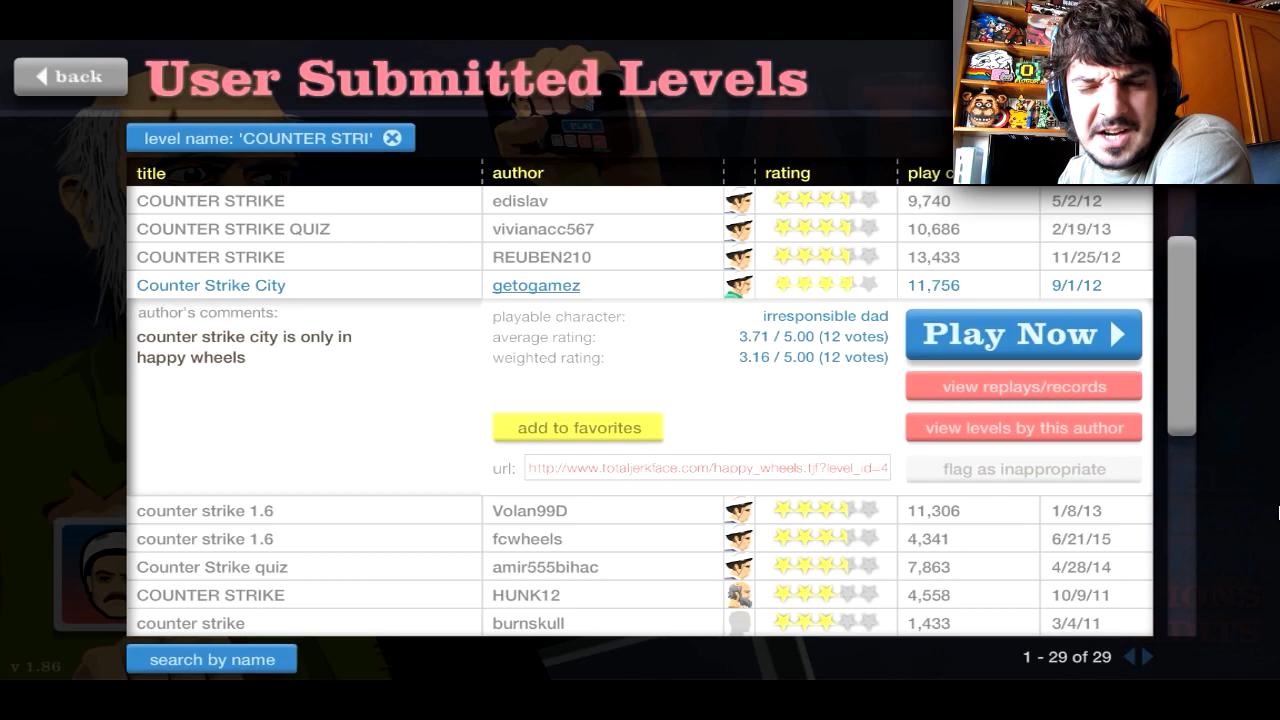 back
User Submitted Levels
level name: 'COUNTER STRI'
title author rating play
COUNTER STRIKE edislav 9,740 5/2/12
COUNTER STRIKE QUIZ vivianacc567 10,686 2/19/13
COUNTER STRIKE REUBEN210 13,433 11/25/12
Counter Strike City getogamez 11,756 9/1/12
author's comments:
counter strike city is only in
happy wheels
playable character: irresponsible dad
average rating: 3.71 / 5.00 (12 votes)
weighted rating: 3.16 / 5.00 (12 votes)
Play Now
view replays/records
add to favorites
view levels by this author
url: http://www.totaljerkface.com/happy_wheels.tjf?level_id=4
flag as inappropriate
counter strike 1.6 Volan99D 11,306 1/8/13
counter strike 1.6 fcwheels 4,341 6/21/15
Counter Strike quiz amir555bihac 7,863 4/28/14
COUNTER STRIKE HUNK12 4,558 10/9/11
counter strike burnskull 1,433 3/4/11
v 1.86
search by name
1 - 29 of 29